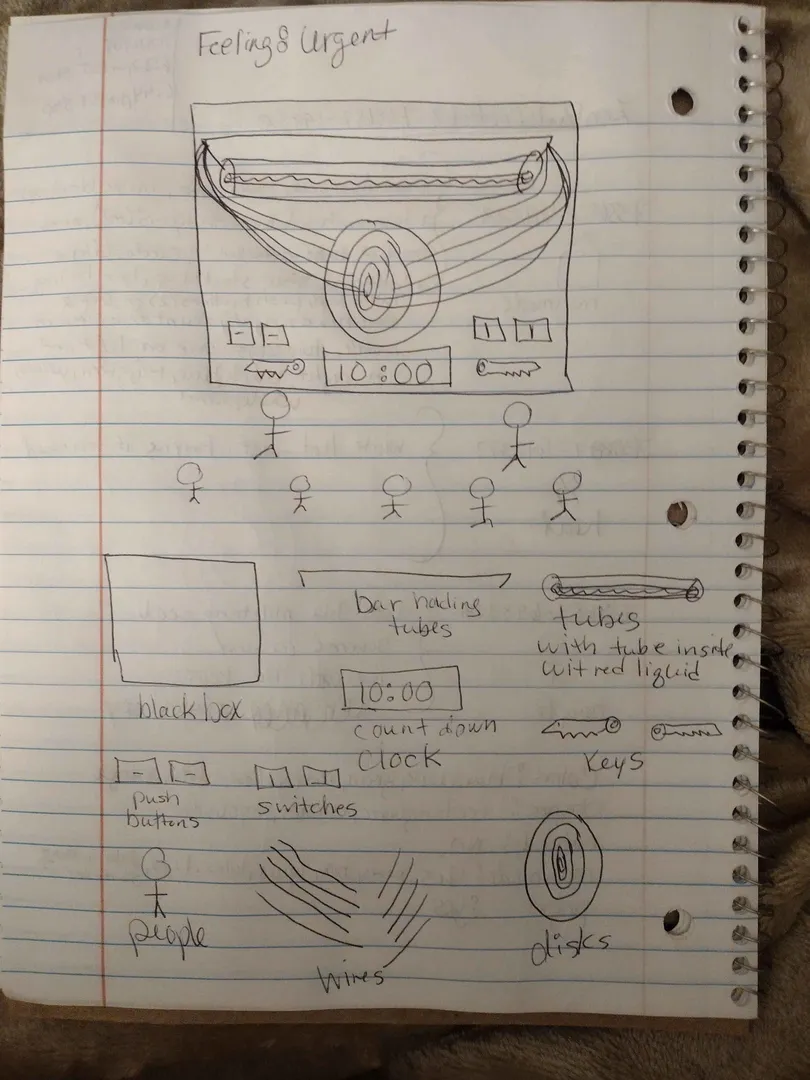 Feeling: Urgent
10:00
bar holding
tubes
tubes
with tube inside
wit red liquid
black box
10:00
count down
clock
Keys
push
buttons
switches
people
wires
disks